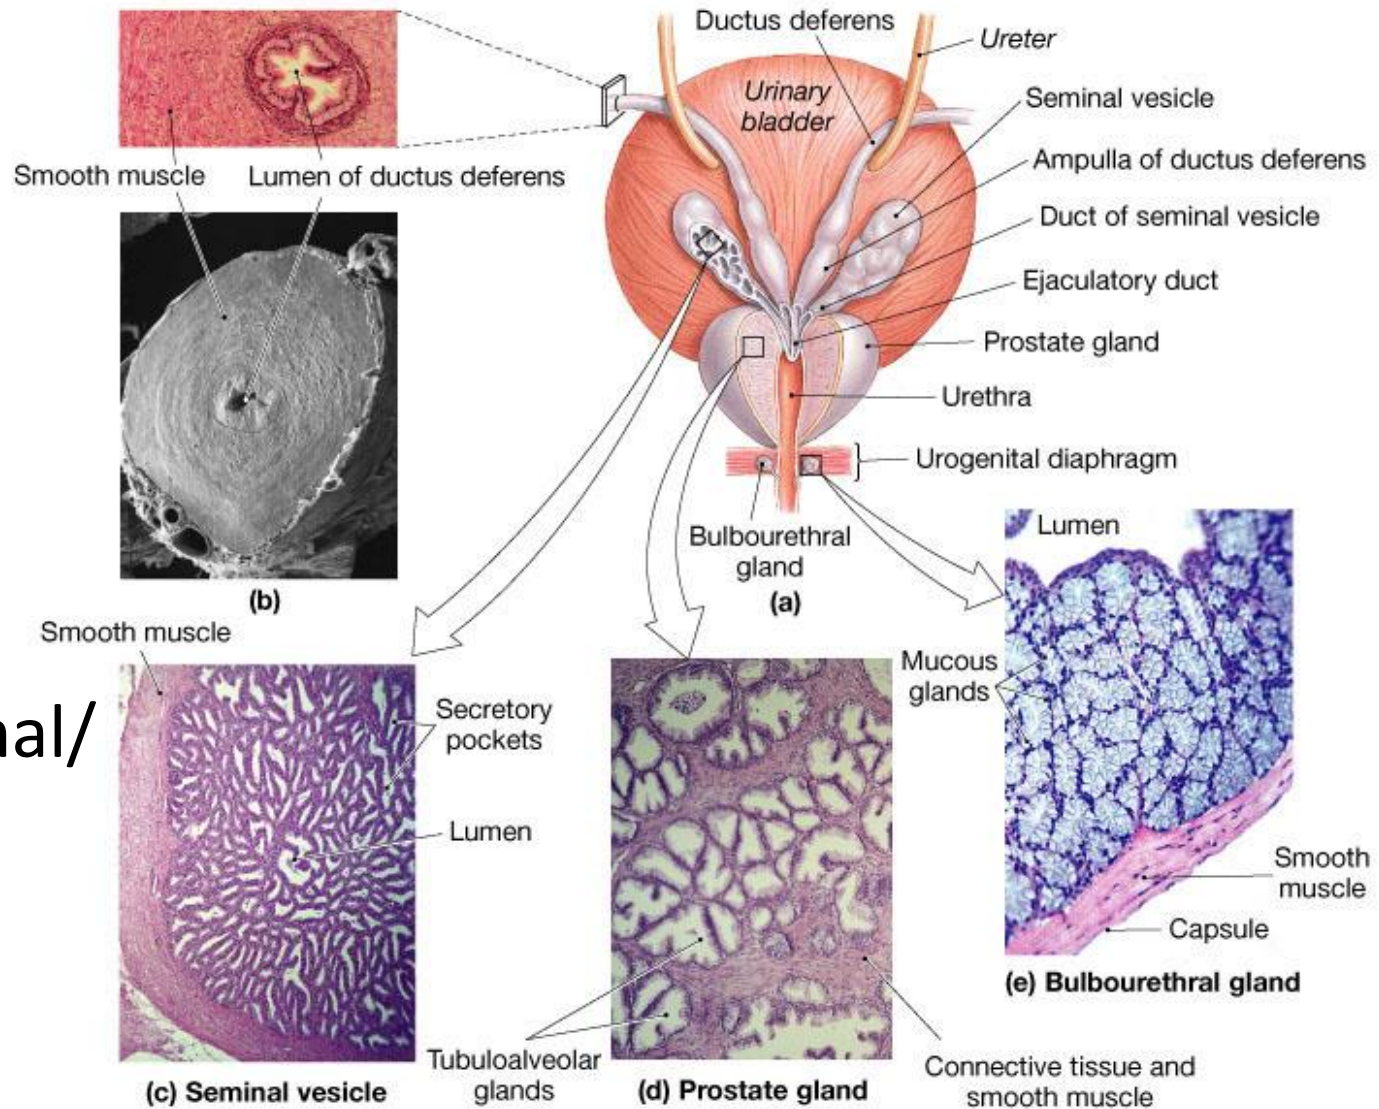 Ductus deferens
Ureter
Urinary
bladder
Seminal vesicle
Ampulla of ductus deferens
Smooth muscle
Lumen of ductus deferens
Duct of seminal vesicle
Ejaculatory duct
Prostate gland
Urethra
Urogenital diaphragm
Bulbourethral
gland
(a)
(b)
Lumen
Mucous
glands
Smooth
muscle
Capsule
(e) Bulbourethral gland
Smooth muscle
nal/
Secretory
pockets
Lumen
Tubuloalveolar
glands
(c) Seminal vesicle
(d) Prostate gland
Connective tissue and
smooth muscle